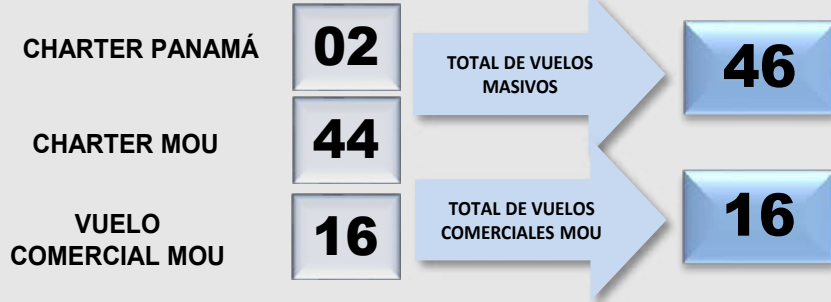 CHARTER PANAMÁ
02
TOTAL DE VUELOS
MASIVOS
46
CHARTER MOU
44
VUELO
COMERCIAL MOU
16
TOTAL DE VUELOS
COMERCIALES MOU
16